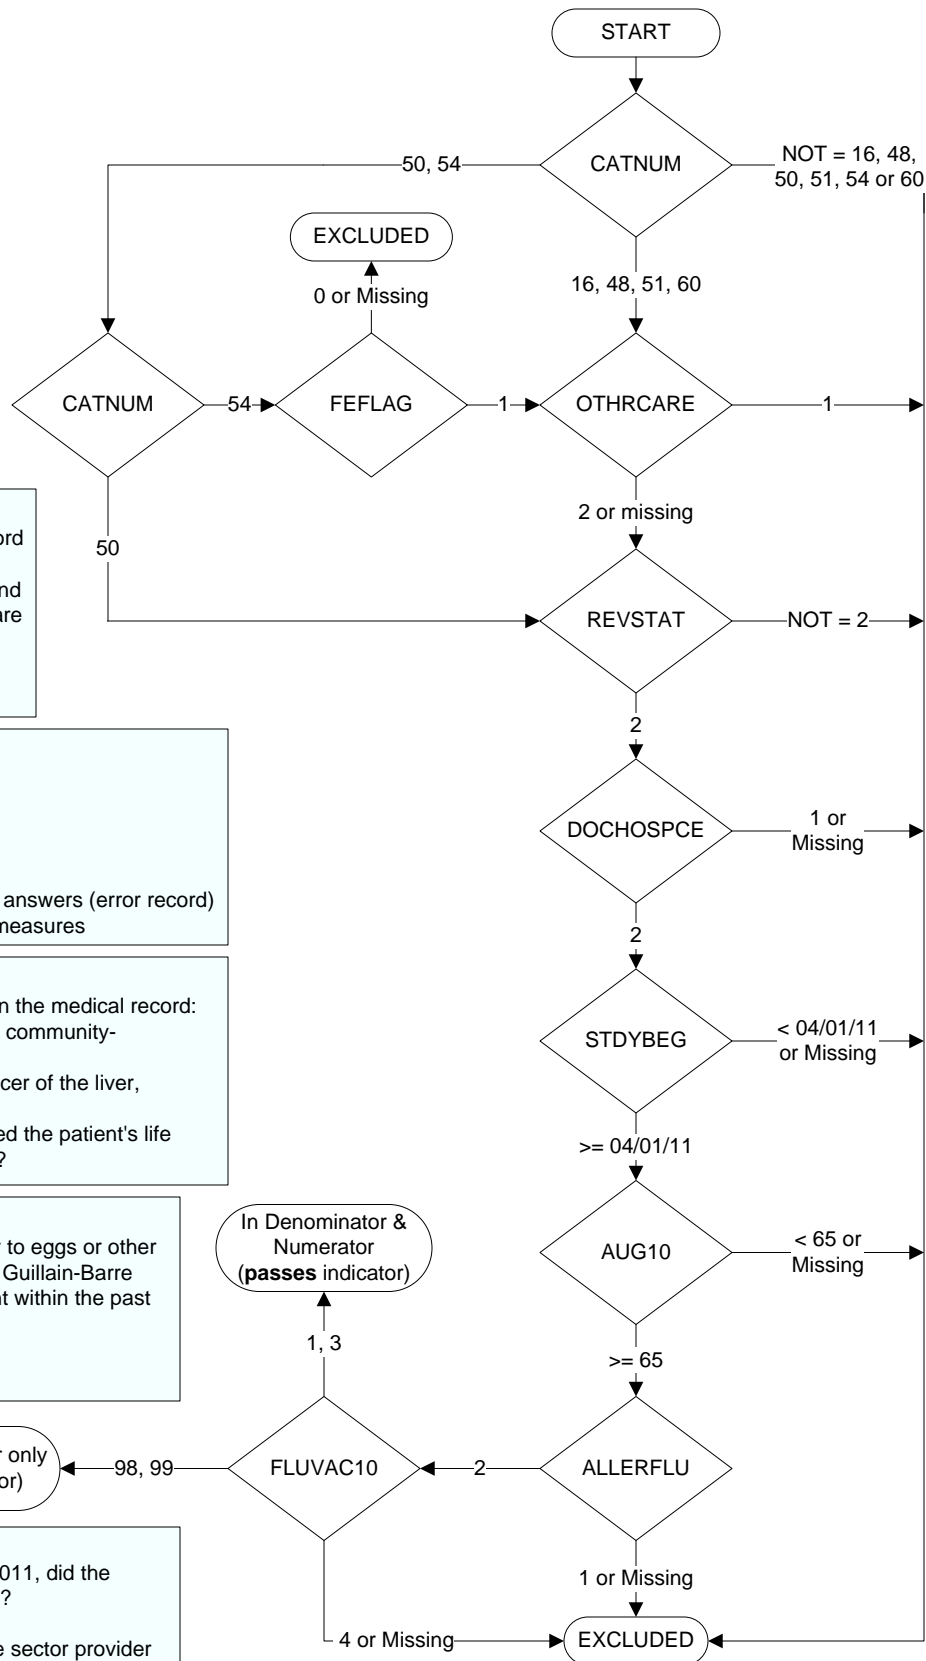 START
CATNUM
50, 54
NOT = 16, 48,
50, 51, 54 or 60
EXCLUDED
0 or Missing
16, 48, 51, 60
CATNUM
54
FEFLAG
1
OTHRCARE
1
2 or missing
50
REVSTAT
NOT = 2
2
DOCHOSPCE
1 or
Missing
answers (error record)
measures
2
in the medical record:
community-
cer of the liver,
ed the patient's life
?
STDYBEG
< 04/01/11
or Missing
>= 04/01/11
to eggs or other
Guillain-Barre
t within the past
In Denominator &
Numerator
(passes indicator)
AUG10
< 65 or
Missing
1, 3
>= 65
only
or)
98, 99
FLUVAC10
2
ALLERFLU
011, did the
?
e sector provider
1 or Missing
4 or Missing
EXCLUDED